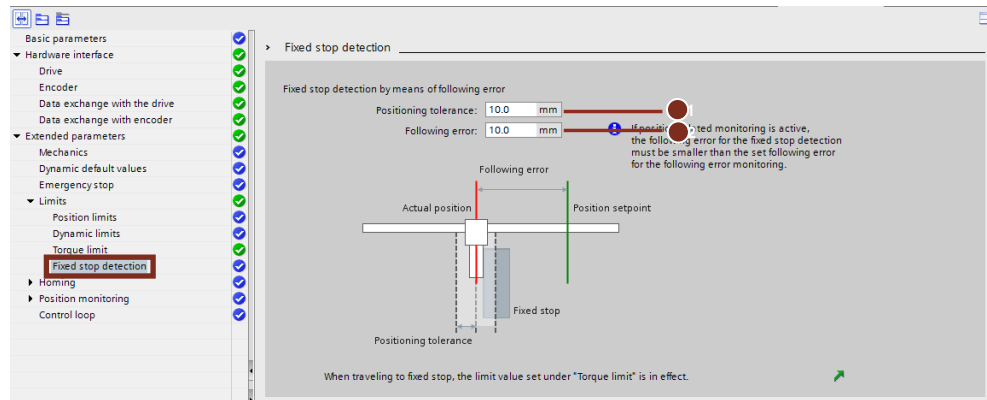 Basic parameters
Hardware interface
Drive
Encoder
Data exchange with the drive
Data exchange with encoder
Extended parameters
Mechanics
Dynamic default values
Emergency stop
Limits
Position limits
Dynamic limits
Torque limit
Fixed stop detection
Homing
Position monitoring
Control loop
Fixed stop detection
Fixed stop detection by means of following error
Positioning tolerance: 10.0 mm
Following error: 10.0 mm
If monitoring is active,
the error for the fixed stop detection
must be smaller than the set following error
for the following error monitoring.
Following error
Actual position
Position setpoint
Fixed stop
Positioning tolerance
When traveling to fixed stop, the limit value set under "Torque limit" is in effect.